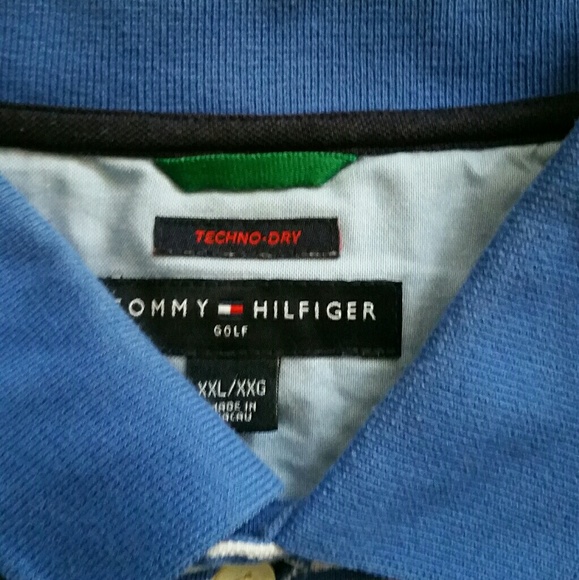 TECHNO-DRY
TOMMY HILFIGER
GOLF
XXL/XXG
MADE IN
MACAU